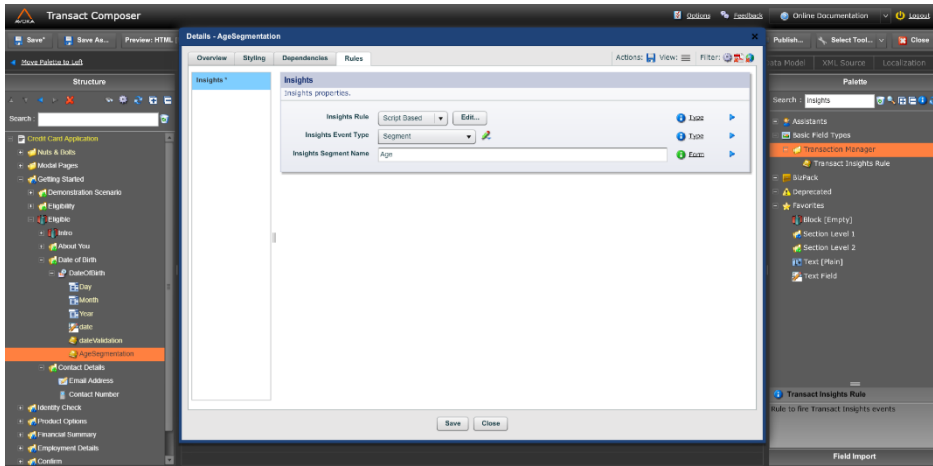 AVOKA
Transact Composer
Options
Feedback
Online Documentation
Logout
Save*
Save As...
Preview: HTML
Publish...
Select Tool...
Close
Move Palette to Left
Data Model
XML Source
Localization
Structure
Search :
Credit Card Application
Nuts & Bolts
Modal Pages
Getting Started
Demonstration Scenario
Eligibility
Eligible
Intro
About You
Date of Birth
DateOfBirth
Day
Month
Year
date
dateValidation
AgeSegmentation
Contact Details
Email Address
Contact Number
Identity Check
Product Options
Financial Summary
Employment Details
Confirm
Details - AgeSegmentation
Overview
Styling
Dependencies
Rules
Actions:
View:
Filter:
Insights *
Insights
Insights properties.
Insights Rule
Script Based
Edit...
Type
Insights Event Type
Segment
Type
Insights Segment Name
Age
Form
Save
Close
Palette
Search :
Insights
Assistants
Basic Field Types
Transaction Manager
Transact Insights Rule
BizPack
Deprecated
Favorites
Block [Empty]
Section Level 1
Section Level 2
Text [Plain]
Text Field
Transact Insights Rule
Rule to fire Transact Insights events
Field Import